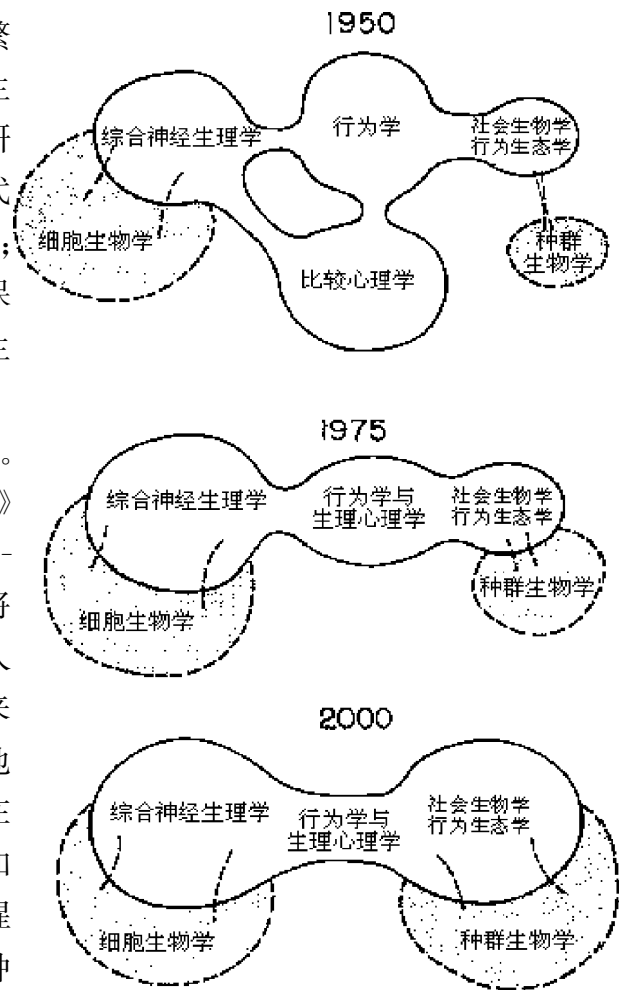 1950
综合神经生理学
行为学
社会生物学
行为生态学
细胞生物学
种群
生物学
比较心理学
1975
综合神经生理学
行为学与
生理心理学
社会生物学
行为生态学
细胞生物学
种群生物学
2000
综合神经生理学
行为学与
生理心理学
社会生物学
行为生态学
细胞生物学
种群生物学